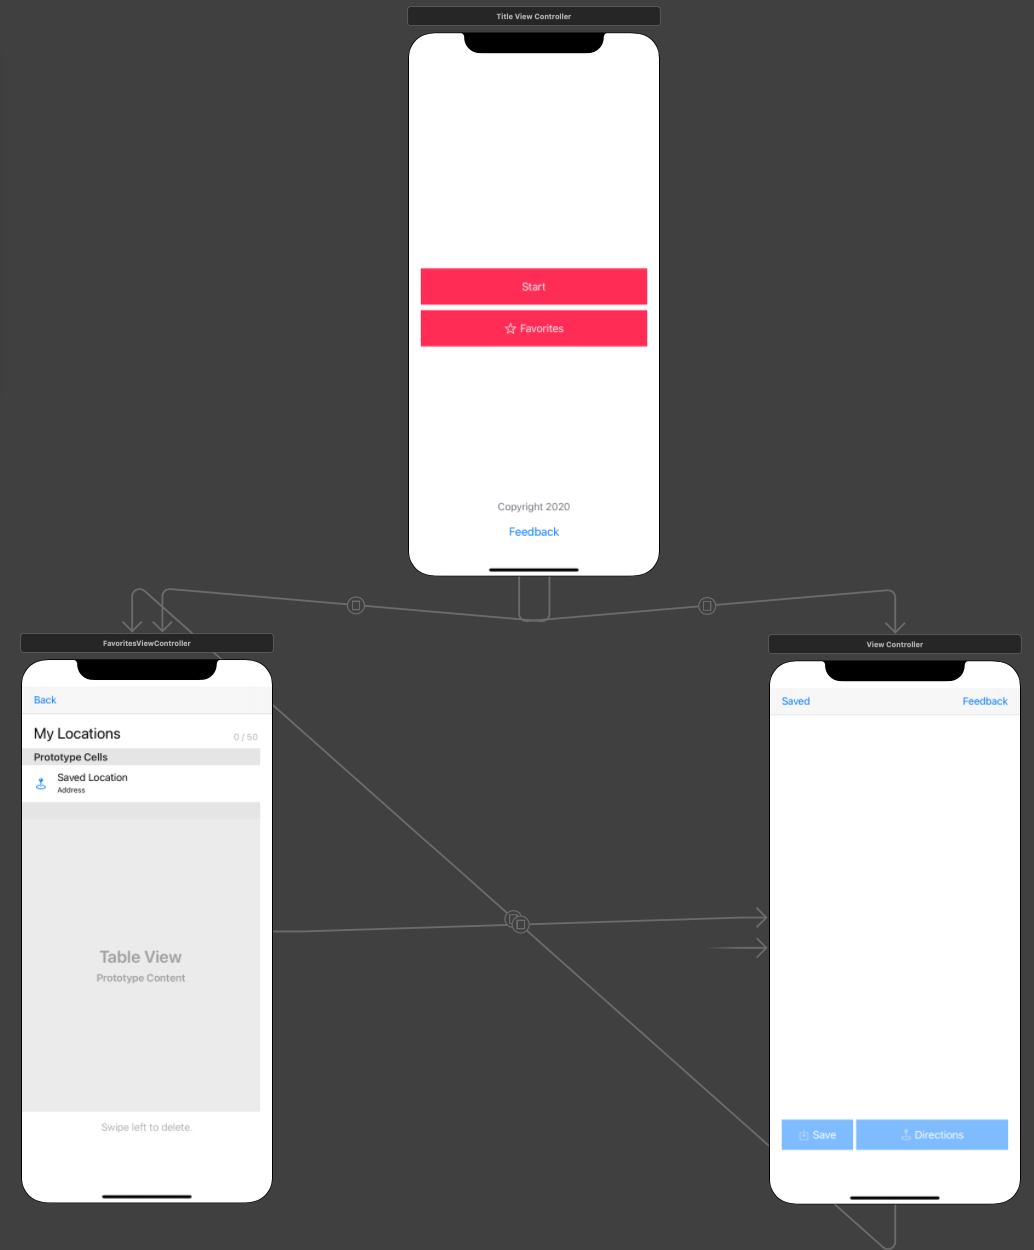 Title View Controller
Start
Favorites
Copyright 2020
Feedback
FavoritesViewController
Back
My Locations
0 / 50
Prototype Cells
Saved Location
Address
Table View
Prototype Content
Swipe left to delete.
View Controller
Saved Feedback
Save Directions